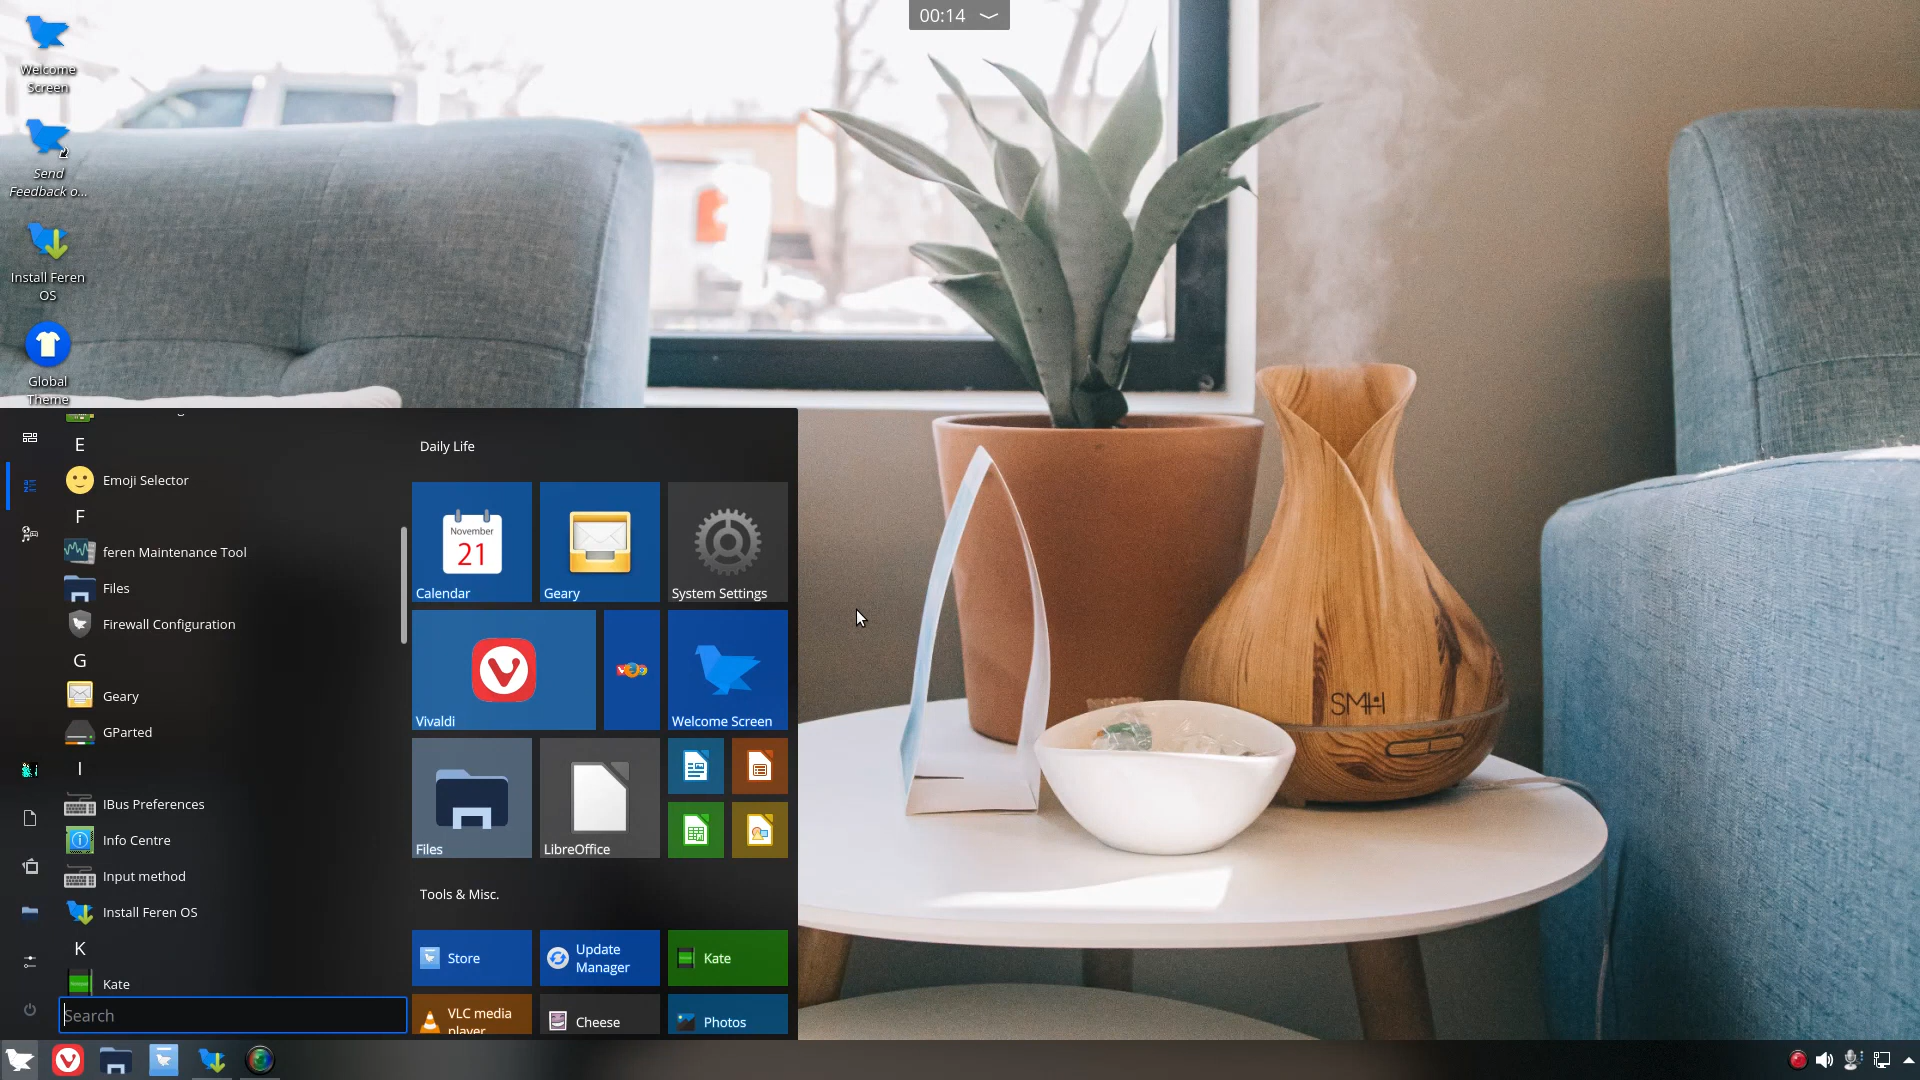 00:14
Welcome
Screen
Send
Feedback o...
Install Feren
OS
Global
Theme
E
Emoji Selector
F
feren Maintenance Tool
Files
Firewall Configuration
G
Geary
GParted
I
IBus Preferences
Info Centre
Input method
Install Feren OS
K
Kate
Search
Daily Life
November
21
Calendar
Geary
System Settings
Vivaldi
Welcome Screen
Files
LibreOffice
Tools & Misc.
Store
Update
Manager
Kate
VLC media
player
Cheese
Photos